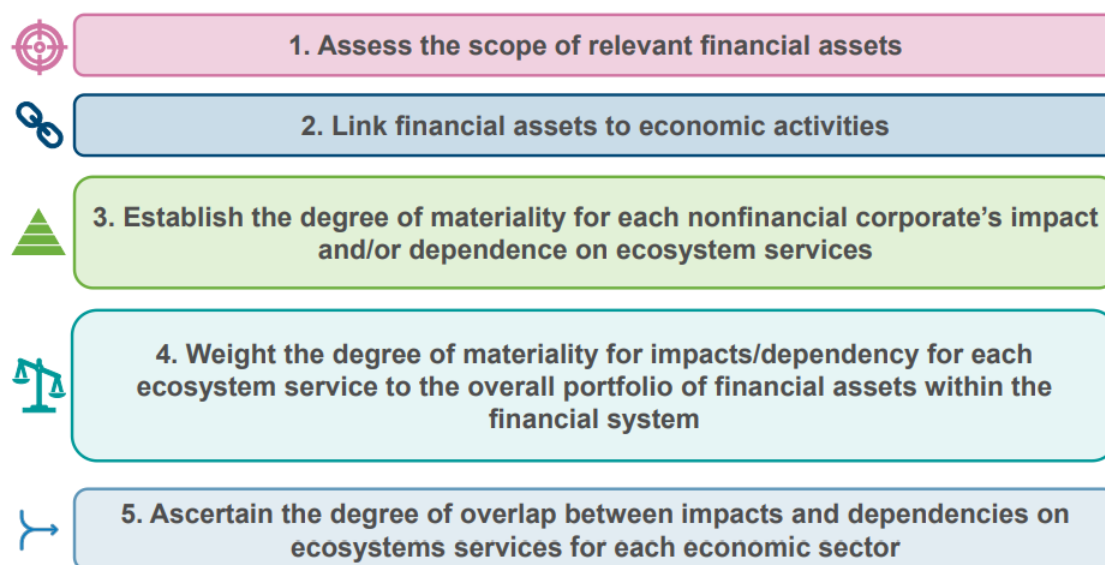 1. Assess the scope of relevant financial assets
2. Link financial assets to economic activities
3. Establish the degree of materiality for each nonfinancial corporate's impact
and/or dependence on ecosystem services
4. Weight the degree of materiality for impacts/dependency for each
ecosystem service to the overall portfolio of financial assets within the
financial system
5. Ascertain the degree of overlap between impacts and dependencies on
ecosystems services for each economic sector